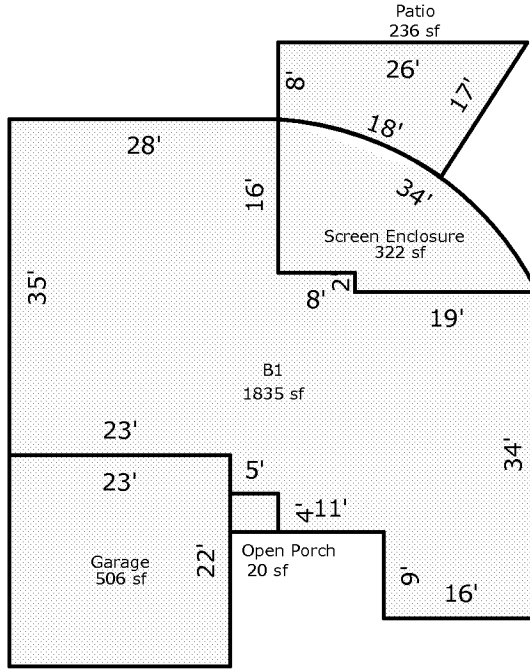 Patio
236 sf
8'
26'
17'
18'
28'
16'
34'
Screen Enclosure
322 sf
35'
2'
8'
19'
B1
1835 sf
23'
34'
23'
5'
4'
11'
Garage
506 sf
22'
Open Porch
20 sf
9'
16'